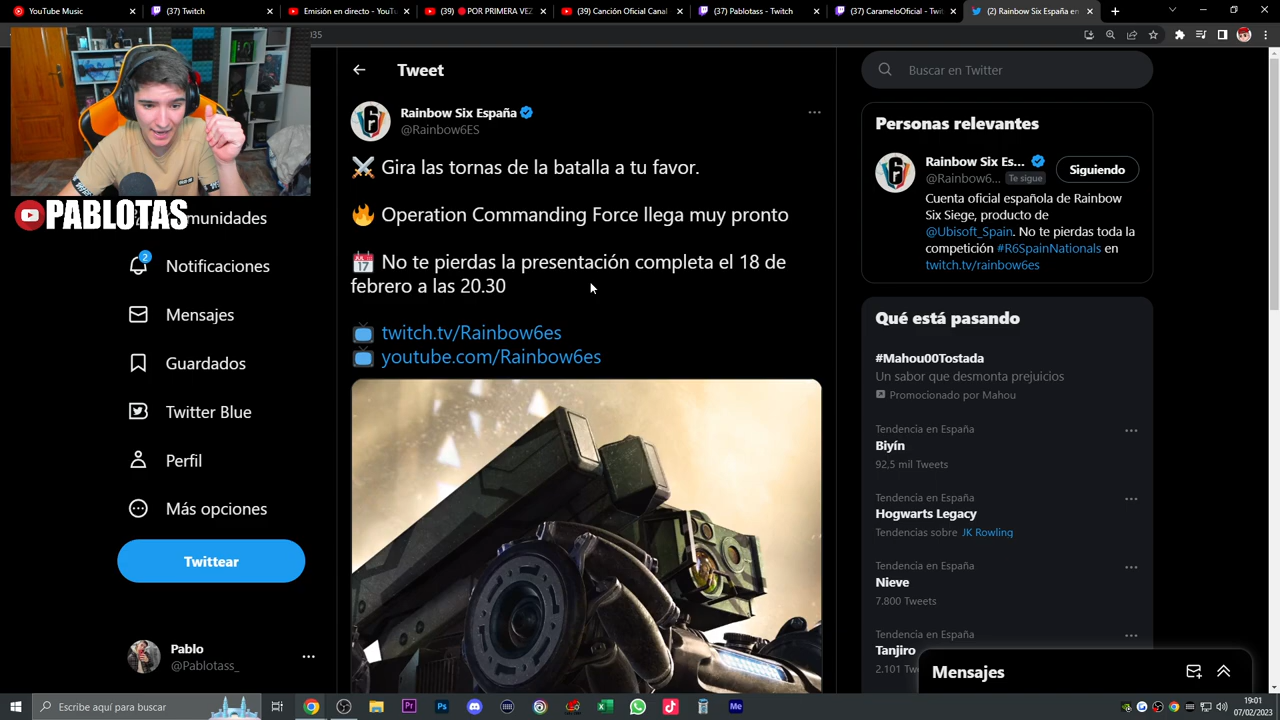 YouTube Music
(37) Twitch
Emisión en directo - YouTu
(39) 🔴POR PRIMERA VEZ
(39) Canción Oficial Canal
(37) Pablotass - Twitch
(37) CarameloOficial - Twit
(2) Rainbow Six España en
35
Tweet
Buscar en Twitter
Rainbow Six España
@Rainbow6ES
⚔️ Gira las tornas de la batalla a tu favor.
🔥 Operation Commanding Force llega muy pronto
📅 No te pierdas la presentación completa el 18 de
febrero a las 20.30
📺 twitch.tv/Rainbow6es
📺 youtube.com/Rainbow6es
PABLOTAS
munidades
2
Notificaciones
Mensajes
Guardados
Twitter Blue
Perfil
Más opciones
Twittear
Pablo
@Pablotass_
Personas relevantes
Rainbow Six Es...
@Rainbow6... Te sigue
Siguiendo
Cuenta oficial española de Rainbow
Six Siege, producto de
@Ubisoft_Spain. No te pierdas toda la
competición #R6SpainNationals en
twitch.tv/rainbow6es
Qué está pasando
#Mahou00Tostada
Un sabor que desmonta prejuicios
Promocionado por Mahou
Tendencia en España
Biyín
92,5 mil Tweets
Tendencia en España
Hogwarts Legacy
Tendencias sobre JK Rowling
Tendencia en España
Nieve
7.800 Tweets
Tendencia en España
Tanjiro
2.101 Tw
Mensajes
Escribe aquí para buscar
19:01
07/02/2023